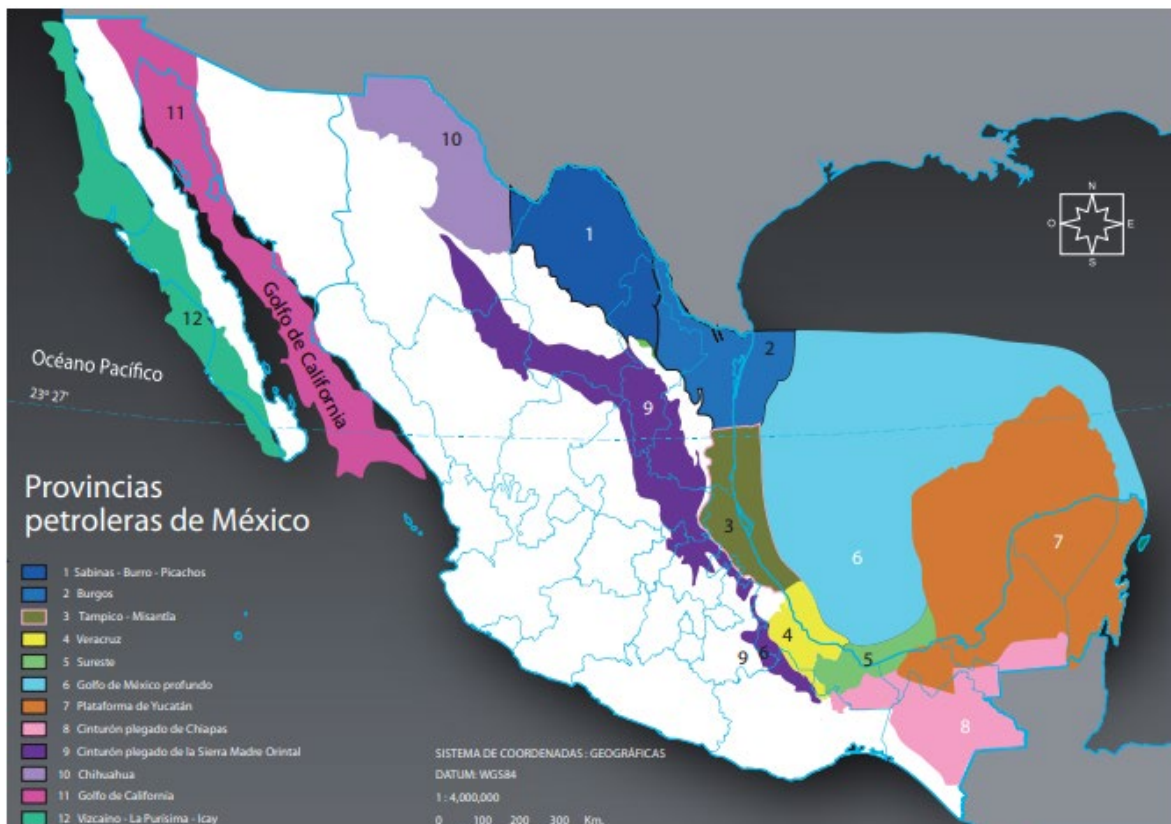 11
10
1
N
O
E
S
12
Golfo de California
2
Océano Pacífico
23º 27'
9
3
6
7
4
9
6
5
8
Provincias
petroleras de México
1 Sabinas - Burro - Picachos
2 Burgos
3 Tampico - Misantla
4 Veracruz
5 Sureste
6 Golfo de México profundo
7 Plataforma de Yucatán
8 Cinturón plegado de Chiapas
9 Cinturón plegado de la Sierra Madre Orintal
10 Chihuahua
11 Golfo de California
12 Vizcaíno - La Purísima - Icay
SISTEMA DE COORDENADAS : GEOGRÁFICAS
DATUM: WGS84
1 : 4,000,000
0 100 200 300 Km.